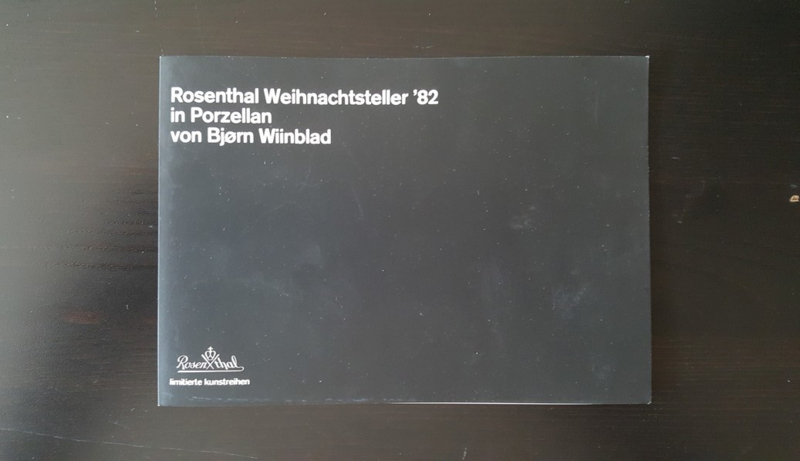 Rosenthal Weihnachtsteller '82
in Porzellan
von Bjørn Wiinblad
Rosenthal
limitierte kunstreihen